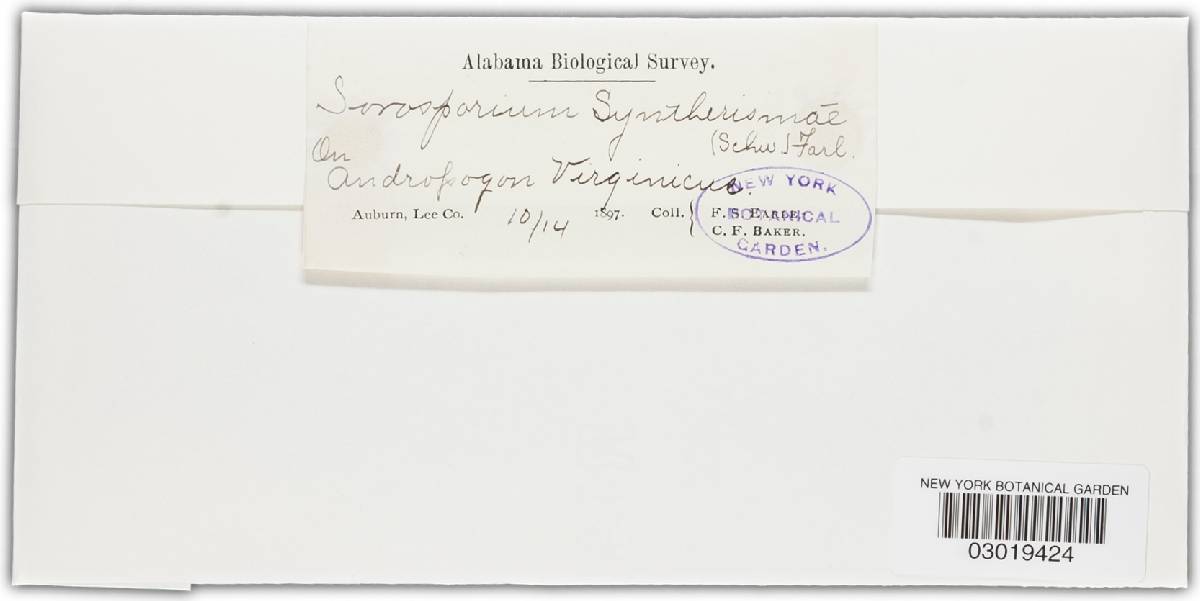 Alabama Biological Survey.
Sorosporium Syntherismae
(Schw) Farl.
On
Andropogon Virginicus.
Auburn, Lee Co. 10/14 1897. Coll. { F. S. EARLE.
C. F. BAKER.
NEW YORK
BOTANICAL
GARDEN.
NEW YORK BOTANICAL GARDEN
03019424